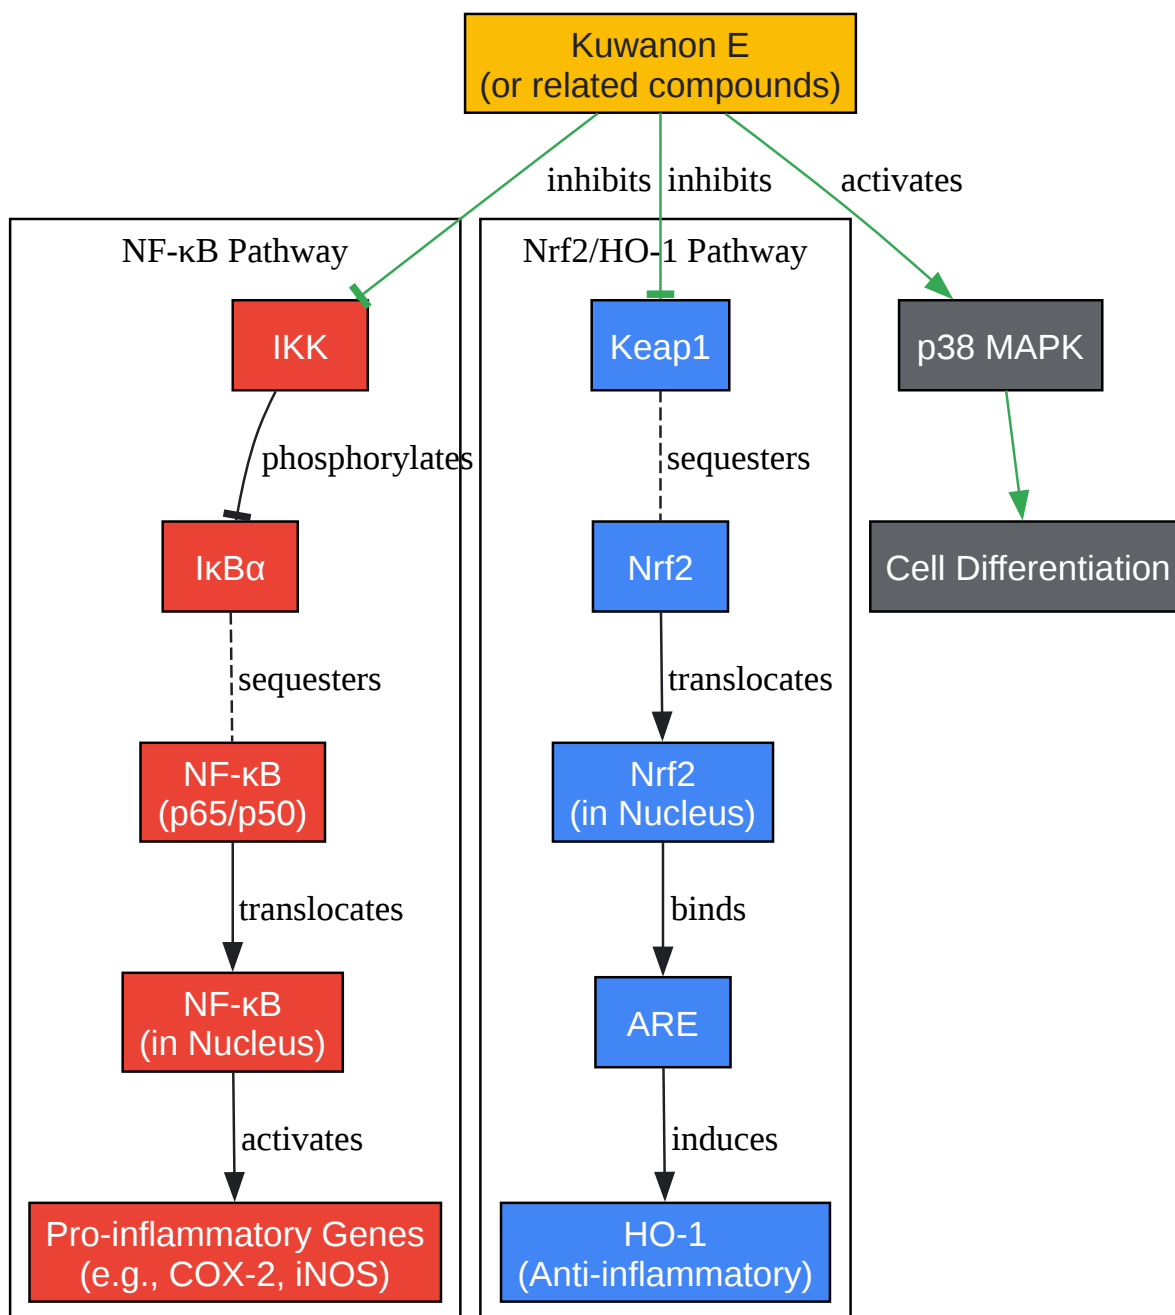 Kuwanon E
(or related compounds)
inhibits
inhibits
activates
NF-κB Pathway
Nrf2/HO-1 Pathway
IKK
Keap1
p38 MAPK
phosphorylates
sequesters
IκBα
Nrf2
Cell Differentiation
sequesters
translocates
NF-κB
(p65/p50)
Nrf2
(in Nucleus)
translocates
binds
NF-κB
(in Nucleus)
ARE
activates
induces
Pro-inflammatory Genes
(e.g., COX-2, iNOS)
HO-1
(Anti-inflammatory)